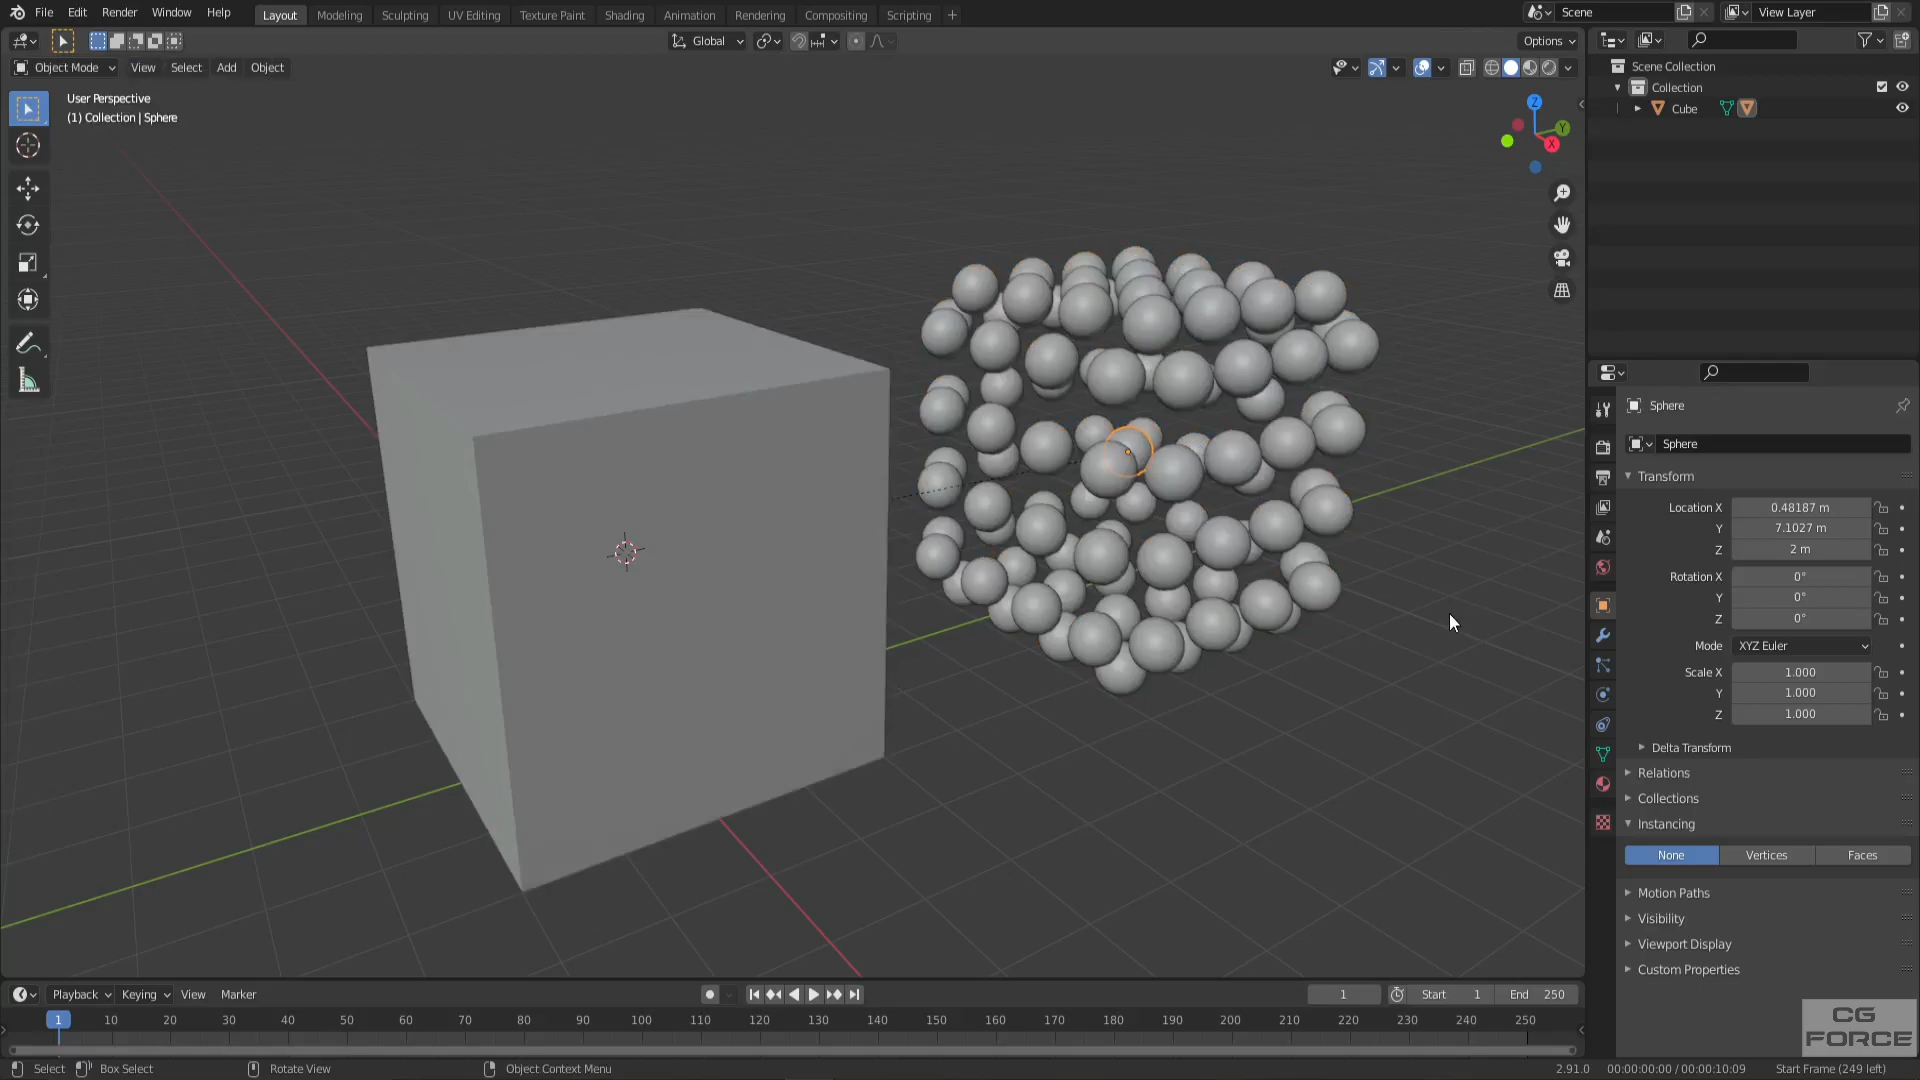 File Edit Render Window Help
Layout Modeling Sculpting UV Editing Texture Paint Shading Animation Rendering Compositing Scripting +
Scene
View Layer
Global
Options
Object Mode View Select Add Object
User Perspective
(1) Collection | Sphere
Z
Y
X
Scene Collection
Collection
Cube
Sphere
Sphere
Transform
Location X 0.48187 m
Y 7.1027 m
Z 2 m
Rotation X 0°
Y 0°
Z 0°
Mode XYZ Euler
Scale X 1.000
Y 1.000
Z 1.000
Delta Transform
Relations
Collections
Instancing
None Vertices Faces
Motion Paths
Visibility
Viewport Display
Custom Properties
Playback Keying View Marker
1 Start 1 End 250
1 10 20 30 40 50 60 70 80 90 100 110 120 130 140 150 160 170 180 190 200 210 220 230 240 250
CG
FORCE
Select Box Select Rotate View Object Context Menu
2.91.0 00:00:00:00 / 00:00:10:09 Start Frame (249 left)